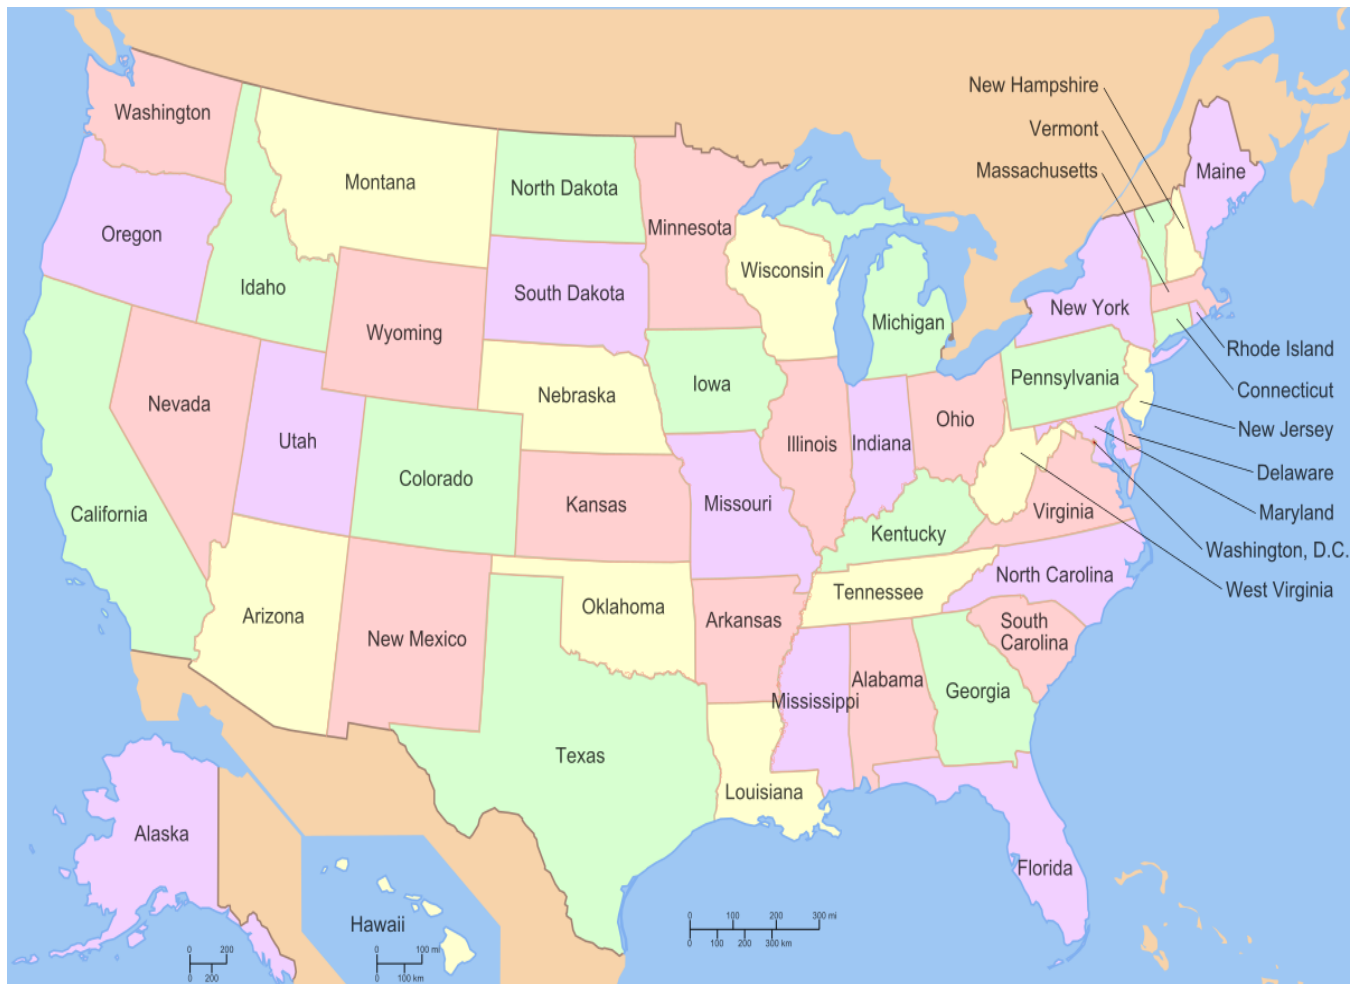 New Hampshire
Washington
Vermont
Massachusetts
Maine
Montana
North Dakota
Minnesota
Oregon
Wisconsin
Idaho
South Dakota
New York
Michigan
Wyoming
Rhode Island
Pennsylvania
Iowa
Connecticut
Nebraska
Nevada
Ohio
New Jersey
Utah
Illinois
Indiana
Delaware
Colorado
Missouri
Kansas
California
Virginia
Maryland
Kentucky
Washington, D.C.
North Carolina
West Virginia
Tennessee
Oklahoma
Arizona
Arkansas
South
Carolina
New Mexico
Alabama
Georgia
Mississippi
Texas
Louisiana
Alaska
Florida
Hawaii
0 100 200 300 mi
0 100 200 300 km
0 200
0 200
0 100 mi
0 100 km